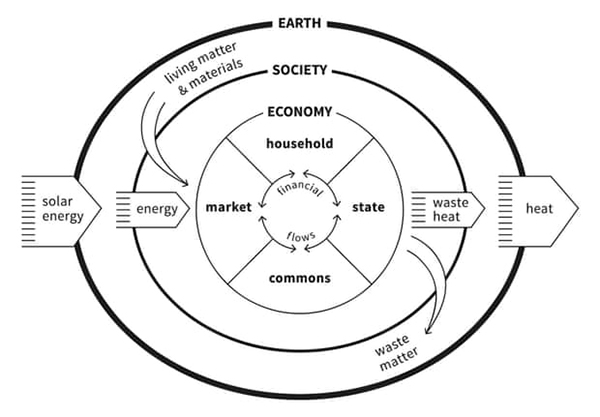 EARTH
living matter
& materials
SOCIETY
ECONOMY
household
solar
energy
energy
market
financial
flows
state
waste
heat
heat
commons
waste
matter